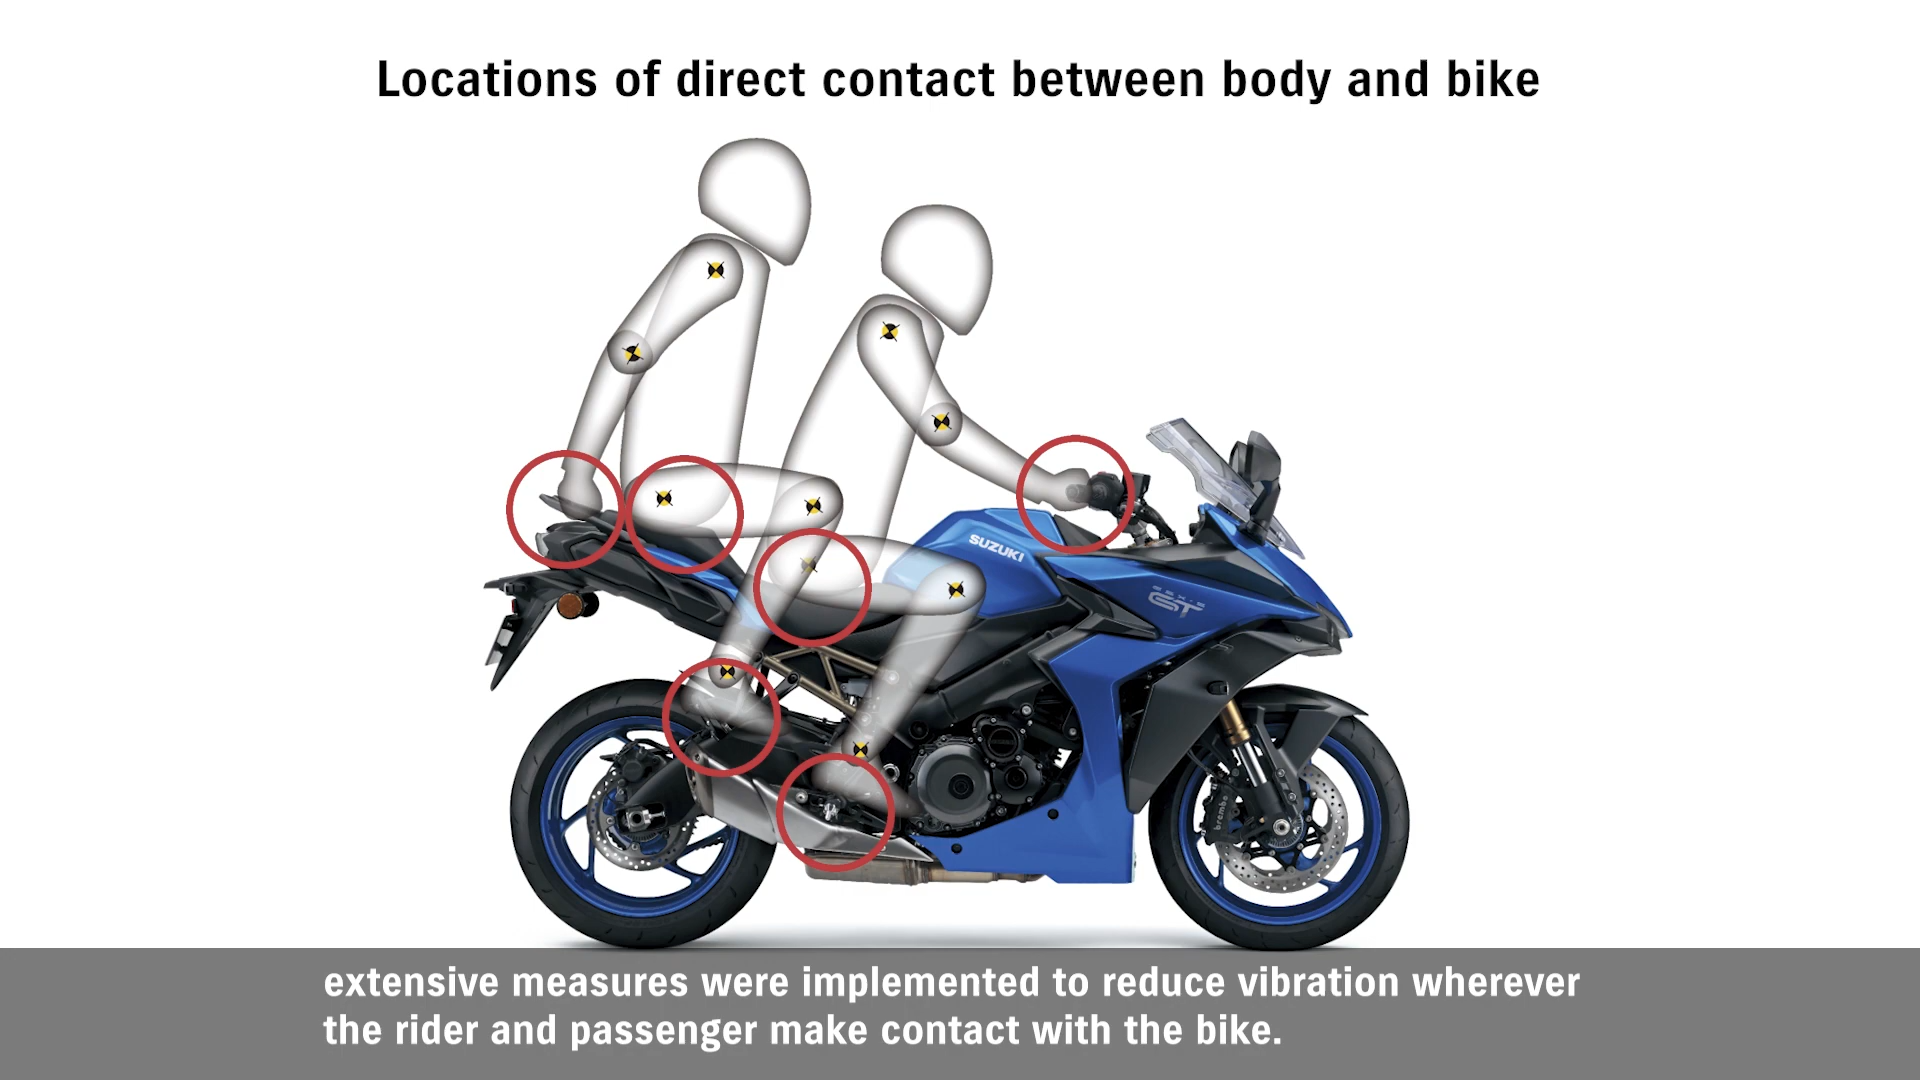 Locations of direct contact between body and bike
SUZUKI
GT
brembo
extensive measures were implemented to reduce vibration wherever
the rider and passenger make contact with the bike.